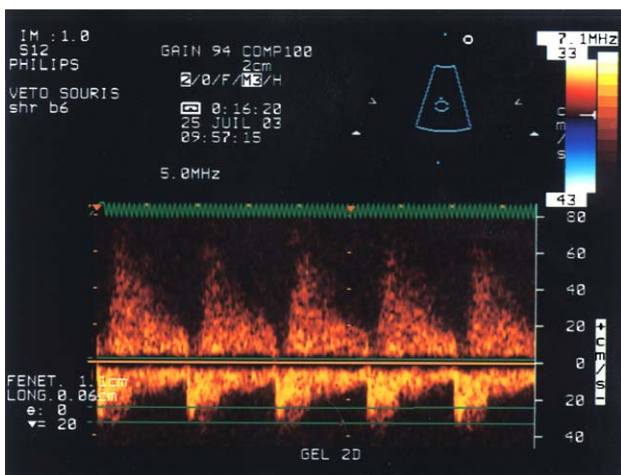 IM :1.0
S12
PHILIPS
VETO SOURIS
shr b6
GAIN 94 COMP100
2cm
2/0/F/M3/H
0:16:20
25 JUIL 03
09:57:15
5.0MHz
7.1MHz
33
cm/s
43
80
60
40
20
0
20
40
+cm/s-
FENET. 1.1cm
LONG.0.06cm
θ: 0
▼= 20
GEL 2D